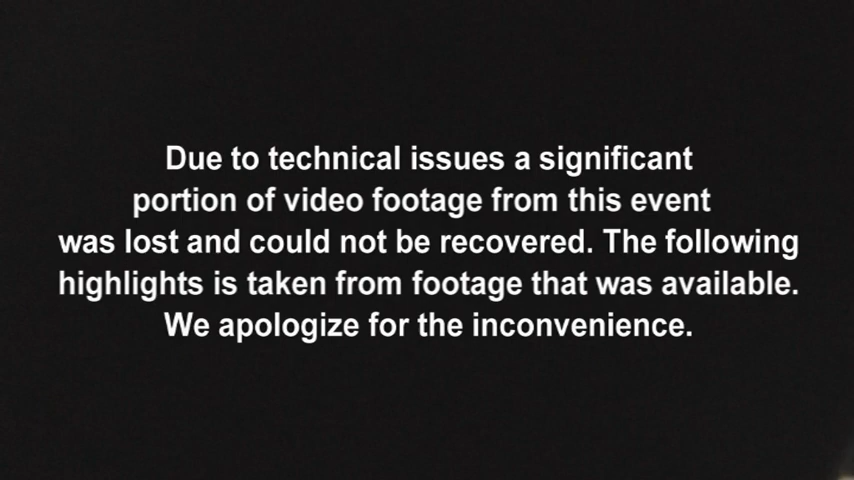 Due to technical issues a significant
portion of video footage from this event
was lost and could not be recovered. The following
highlights is taken from footage that was available.
We apologize for the inconvenience.